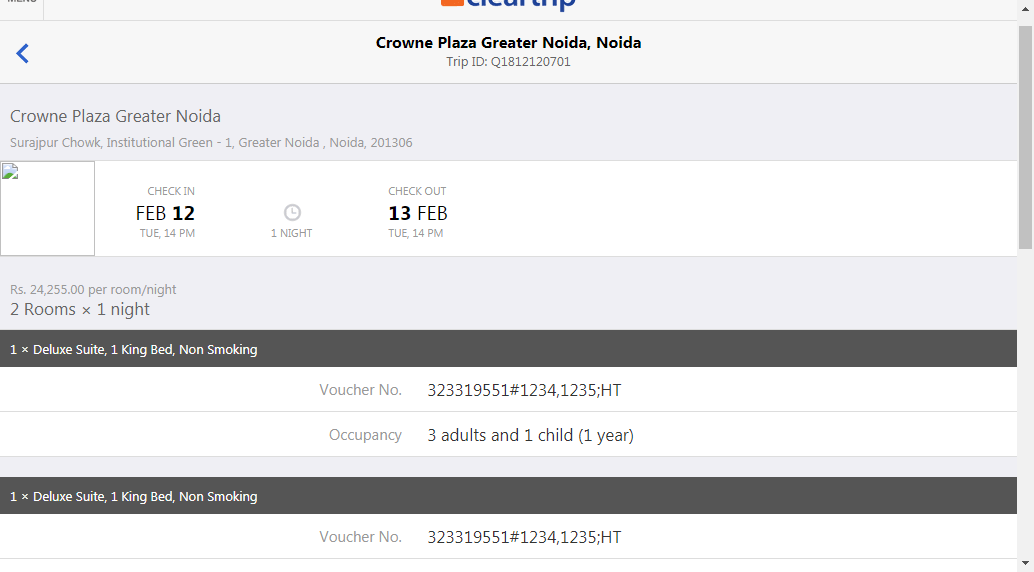 MENU
cleartrip
Crowne Plaza Greater Noida, Noida
Trip ID: Q1812120701
Crowne Plaza Greater Noida
Surajpur Chowk, Institutional Green - 1, Greater Noida , Noida, 201306
CHECK IN
FEB 12
TUE, 14 PM
1 NIGHT
CHECK OUT
13 FEB
TUE, 14 PM
Rs. 24,255.00 per room/night
2 Rooms × 1 night
1 × Deluxe Suite, 1 King Bed, Non Smoking
Voucher No. 323319551#1234,1235;HT
Occupancy 3 adults and 1 child (1 year)
1 × Deluxe Suite, 1 King Bed, Non Smoking
Voucher No. 323319551#1234,1235;HT